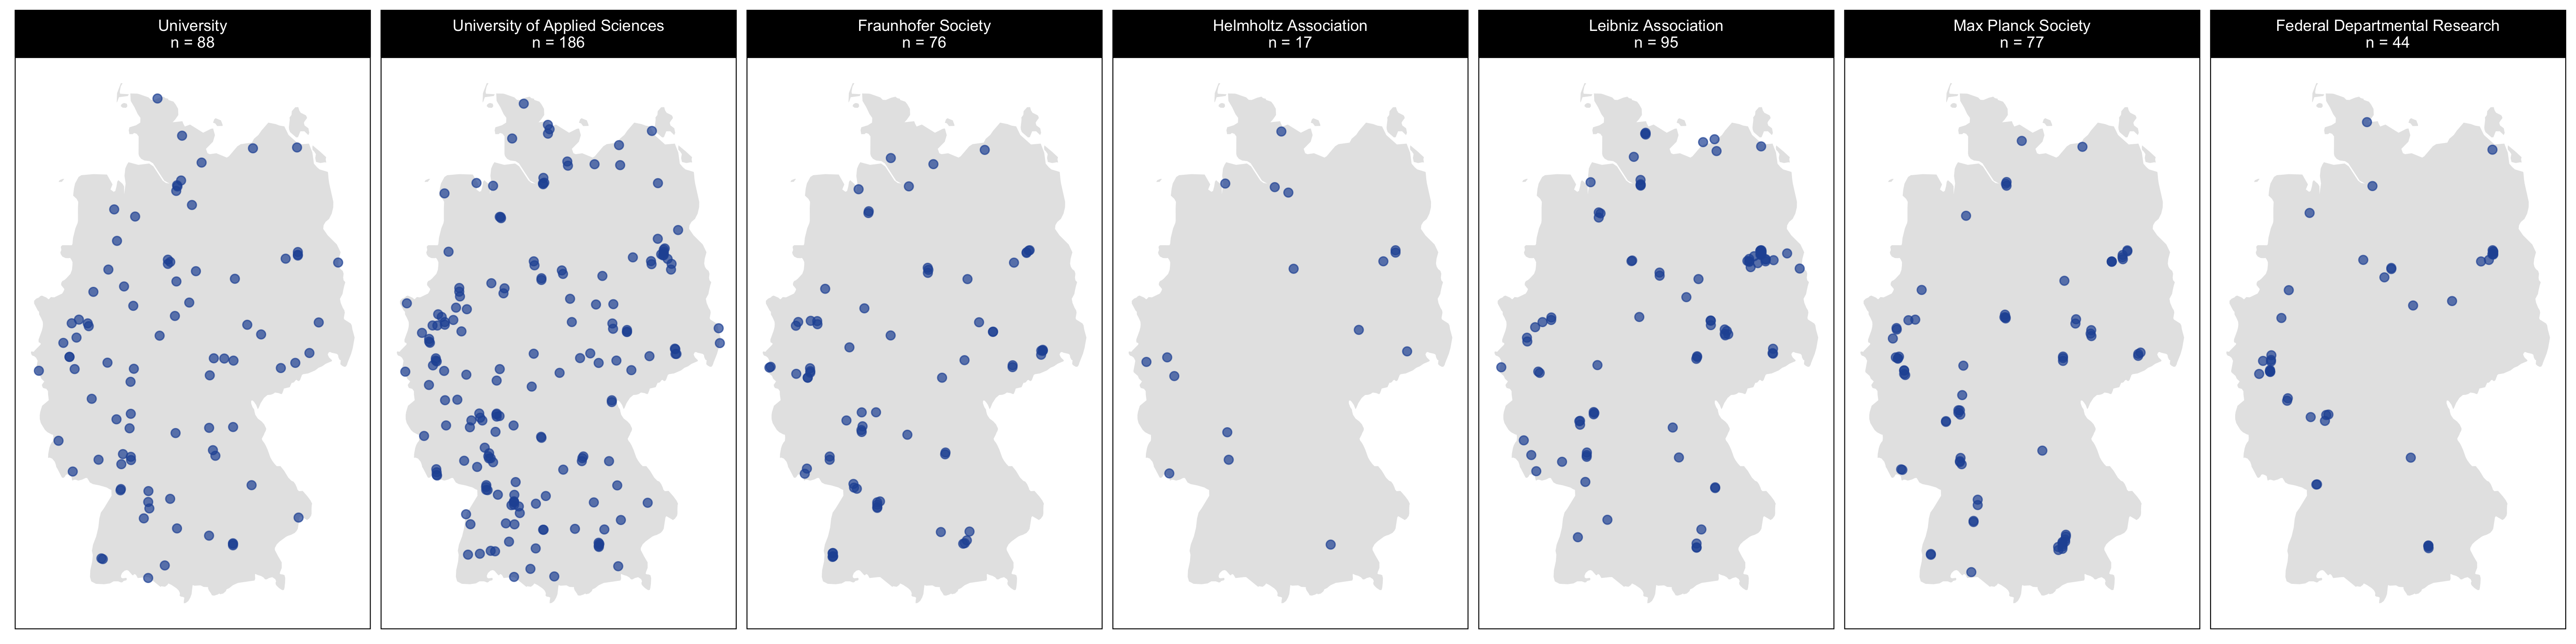 University
n = 88
University of Applied Sciences
n = 186
Fraunhofer Society
n = 76
Helmholtz Association
n = 17
Leibniz Association
n = 95
Max Planck Society
n = 77
Federal Departmental Research
n = 44